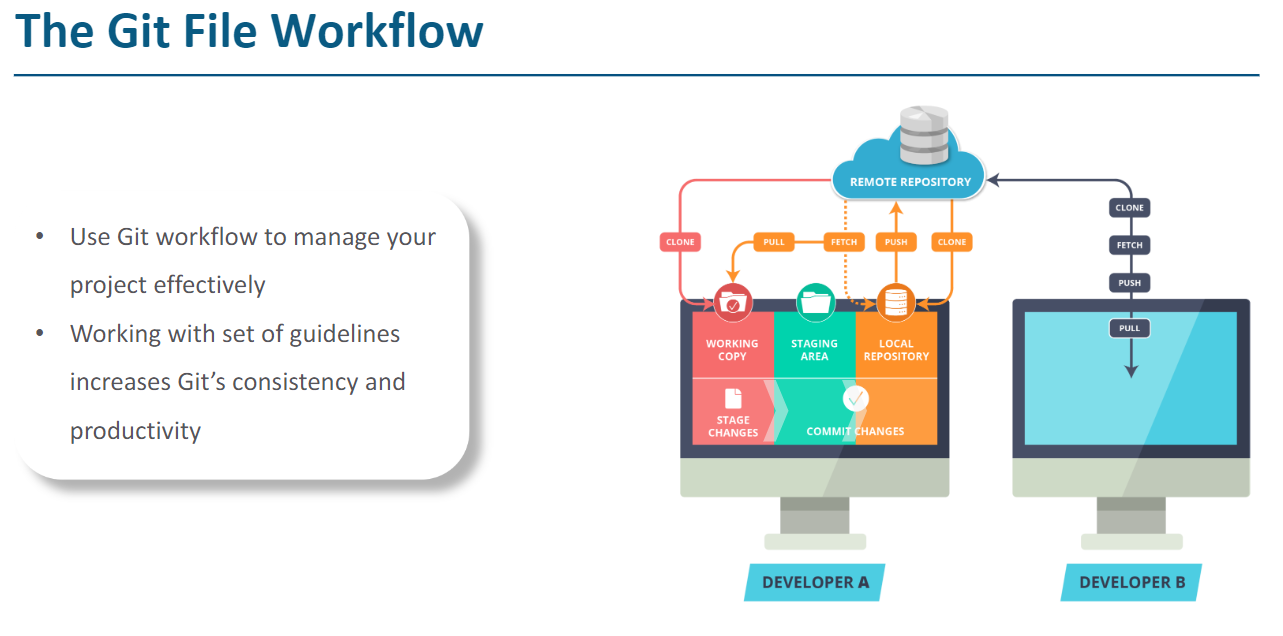 The Git File Workflow
• Use Git workflow to manage your
project effectively
• Working with set of guidelines
increases Git’s consistency and
productivity
REMOTE REPOSITORY
CLONE
PULL
FETCH
PUSH
CLONE
WORKING
COPY
STAGING
AREA
LOCAL
REPOSITORY
STAGE
CHANGES
COMMIT CHANGES
DEVELOPER A
CLONE
FETCH
PUSH
PULL
DEVELOPER B